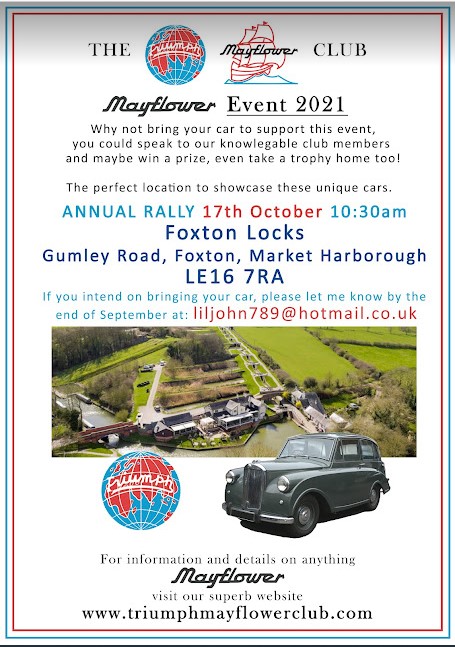 THE triumph Mayflower CLUB
Mayflower Event 2021
Why not bring your car to support this event,
you could speak to our knowlegable club members
and maybe win a prize, even take a trophy home too!
The perfect location to showcase these unique cars.
ANNUAL RALLY 17th October 10:30am
Foxton Locks
Gumley Road, Foxton, Market Harborough
LE16 7RA
If you intend on bringing your car, please let me know by the
end of September at: liljohn789@hotmail.co.uk
triumph
For information and details on anything
Mayflower
visit our superb website
www.triumphmayflowerclub.com